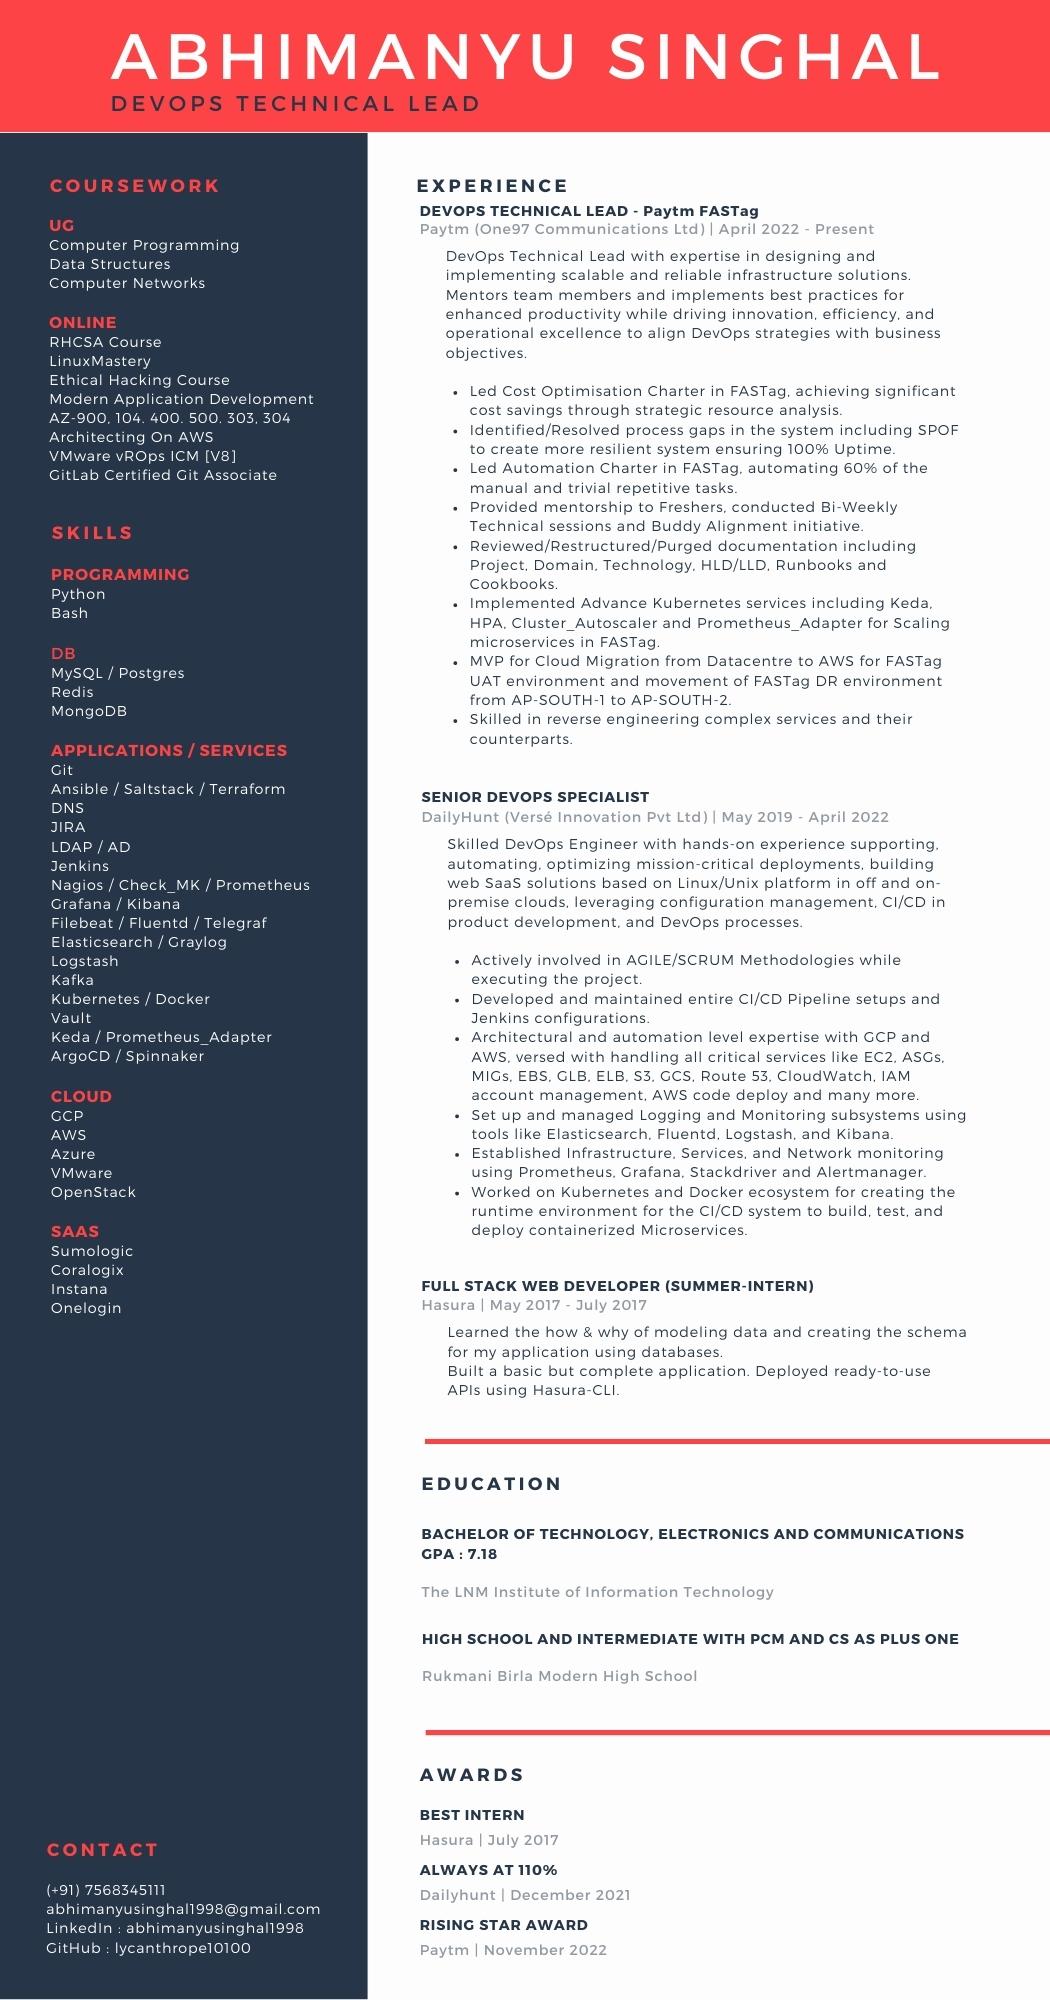 ABHIMANYU SINGHAL
DEVOPS TECHNICAL LEAD
COURSEWORK
UG
Computer Programming
Data Structures
Computer Networks
ONLINE
RHCSA Course
LinuxMastery
Ethical Hacking Course
Modern Application Development
AZ-900, 104. 400. 500. 303, 304
Architecting On AWS
VMware vROps ICM [V8]
GitLab Certified Git Associate
SKILLS
PROGRAMMING
Python
Bash
DB
MySQL / Postgres
Redis
MongoDB
APPLICATIONS / SERVICES
Git
Ansible / Saltstack / Terraform
DNS
JIRA
LDAP / AD
Jenkins
Nagios / Check_MK / Prometheus
Grafana / Kibana
Filebeat / Fluentd / Telegraf
Elasticsearch / Graylog
Logstash
Kafka
Kubernetes / Docker
Vault
Keda / Prometheus_Adapter
ArgoCD / Spinnaker
CLOUD
GCP
AWS
Azure
VMware
OpenStack
SAAS
Sumologic
Coralogix
Instana
Onelogin
CONTACT
(+91) 7568345111
abhimanyusinghal1998@gmail.com
LinkedIn : abhimanyusinghal1998
GitHub : lycanthrope10100
EXPERIENCE
DEVOPS TECHNICAL LEAD - Paytm FASTag
Paytm (One97 Communications Ltd) | April 2022 - Present
DevOps Technical Lead with expertise in designing and
implementing scalable and reliable infrastructure solutions.
Mentors team members and implements best practices for
enhanced productivity while driving innovation, efficiency, and
operational excellence to align DevOps strategies with business
objectives.
• Led Cost Optimisation Charter in FASTag, achieving significant
cost savings through strategic resource analysis.
• Identified/Resolved process gaps in the system including SPOF
to create more resilient system ensuring 100% Uptime.
• Led Automation Charter in FASTag, automating 60% of the
manual and trivial repetitive tasks.
• Provided mentorship to Freshers, conducted Bi-Weekly
Technical sessions and Buddy Alignment initiative.
• Reviewed/Restructured/Purged documentation including
Project, Domain, Technology, HLD/LLD, Runbooks and
Cookbooks.
• Implemented Advance Kubernetes services including Keda,
HPA, Cluster_Autoscaler and Prometheus_Adapter for Scaling
microservices in FASTag.
• MVP for Cloud Migration from Datacentre to AWS for FASTag
UAT environment and movement of FASTag DR environment
from AP-SOUTH-1 to AP-SOUTH-2.
• Skilled in reverse engineering complex services and their
counterparts.
SENIOR DEVOPS SPECIALIST
DailyHunt (Versé Innovation Pvt Ltd) | May 2019 - April 2022
Skilled DevOps Engineer with hands-on experience supporting,
automating, optimizing mission-critical deployments, building
web SaaS solutions based on Linux/Unix platform in off and on-
premise clouds, leveraging configuration management, CI/CD in
product development, and DevOps processes.
• Actively involved in AGILE/SCRUM Methodologies while
executing the project.
• Developed and maintained entire CI/CD Pipeline setups and
Jenkins configurations.
• Architectural and automation level expertise with GCP and
AWS, versed with handling all critical services like EC2, ASGs,
MIGs, EBS, GLB, ELB, S3, GCS, Route 53, CloudWatch, IAM
account management, AWS code deploy and many more.
• Set up and managed Logging and Monitoring subsystems using
tools like Elasticsearch, Fluentd, Logstash, and Kibana.
• Established Infrastructure, Services, and Network monitoring
using Prometheus, Grafana, Stackdriver and Alertmanager.
• Worked on Kubernetes and Docker ecosystem for creating the
runtime environment for the CI/CD system to build, test, and
deploy containerized Microservices.
FULL STACK WEB DEVELOPER (SUMMER-INTERN)
Hasura | May 2017 - July 2017
Learned the how & why of modeling data and creating the schema
for my application using databases.
Built a basic but complete application. Deployed ready-to-use
APIs using Hasura-CLI.
EDUCATION
BACHELOR OF TECHNOLOGY, ELECTRONICS AND COMMUNICATIONS
GPA : 7.18
The LNM Institute of Information Technology
HIGH SCHOOL AND INTERMEDIATE WITH PCM AND CS AS PLUS ONE
Rukmani Birla Modern High School
AWARDS
BEST INTERN
Hasura | July 2017
ALWAYS AT 110%
Dailyhunt | December 2021
RISING STAR AWARD
Paytm | November 2022